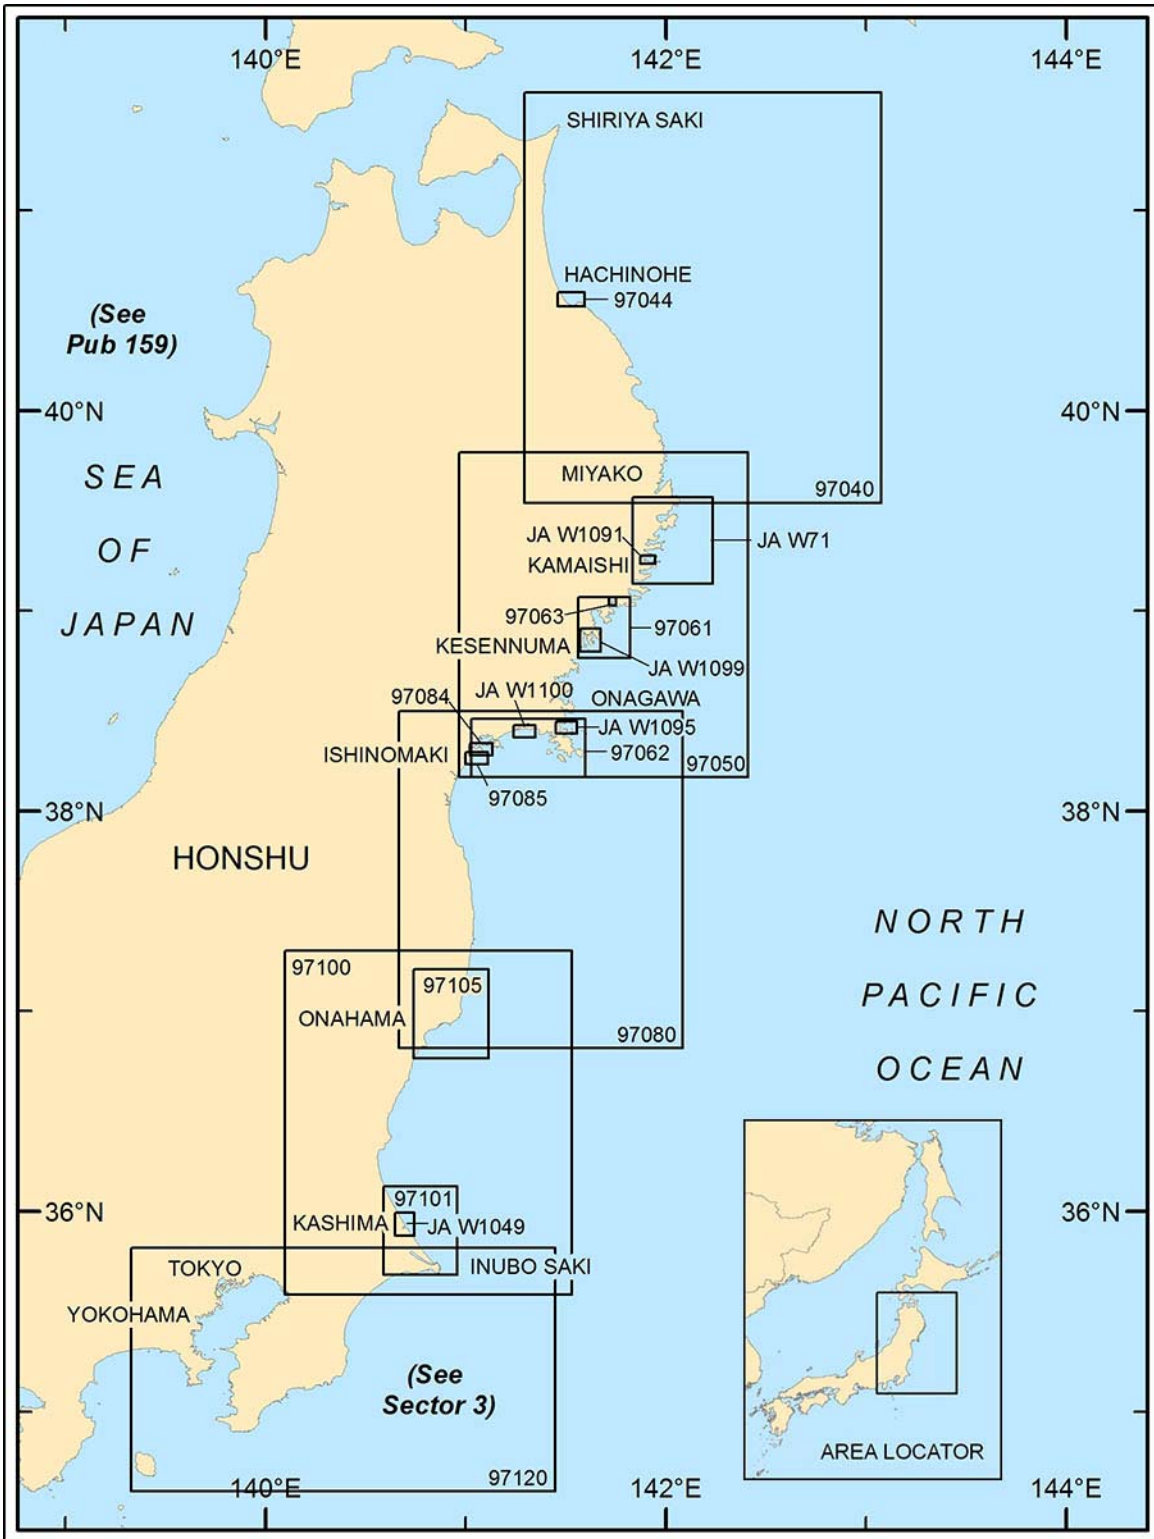 140°E
142°E
144°E
SHIRIYA SAKI
HACHINOHE
97044
(See
Pub 159)
40°N
40°N
SEA
OF
JAPAN
MIYAKO
97040
JA W1091
JA W71
KAMAISHI
97063
97061
KESENNUMA
JA W1099
JA W1100
97084
ONAGAWA
JA W1095
ISHINOMAKI
97062
97050
97085
38°N
38°N
HONSHU
NORTH
PACIFIC
OCEAN
97100
97105
ONAHAMA
97080
97101
36°N
36°N
KASHIMA
JA W1049
TOKYO
INUBO SAKI
YOKOHAMA
(See
Sector 3)
AREA LOCATOR
97120
140°E
142°E
144°E